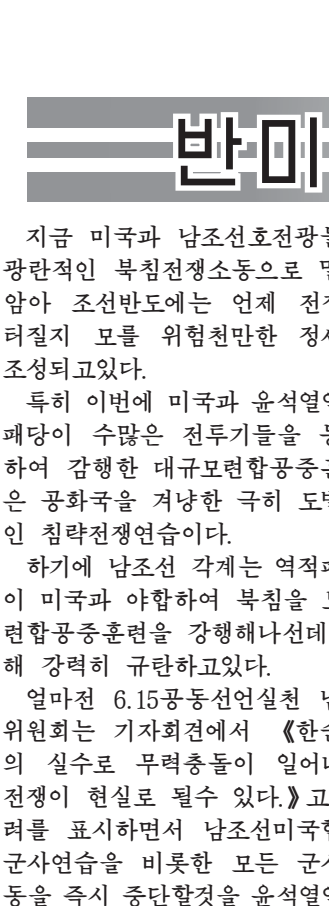 반미
지금 미국과 남조선호전광들
광란적인 북침전쟁소동으로 말
암아 조선반도에는 언제 전쟁
터질지 모를 위험천만한 정세
조성되고있다.
특히 이번에 미국과 윤석열역
패당이 수많은 전투기들을 동
하여 감행한 대규모련합공중훈
은 공화국을 겨냥한 극히 도발
인 침략전쟁연습이다.
하기에 남조선 각계는 역적패
이 미국과 야합하여 북침을 노
련합공중훈련을 강행해나선데
해 강력히 규탄하고있다.
얼마전 6.15공동선언실천 남
위원회는 기자회견에서 《한순
의 실수로 무력충돌이 일어나
전쟁이 현실로 될수 있다.》고
려를 표시하면서 남조선미국합
군사연습을 비롯한 모든 군사
동을 즉시 중단할것을 윤석열역